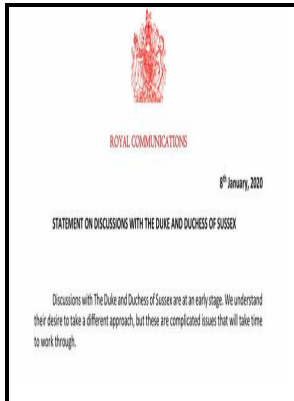 ROYAL COMMUNICATIONS
8th January, 2020
STATEMENT ON DISCUSSIONS WITH THE DUKE AND DUCHESS OF SUSSEX
Discussions with The Duke and Duchess of Sussex are at an early stage. We understand
their desire to take a different approach, but these are complicated issues that will take time
to work through.